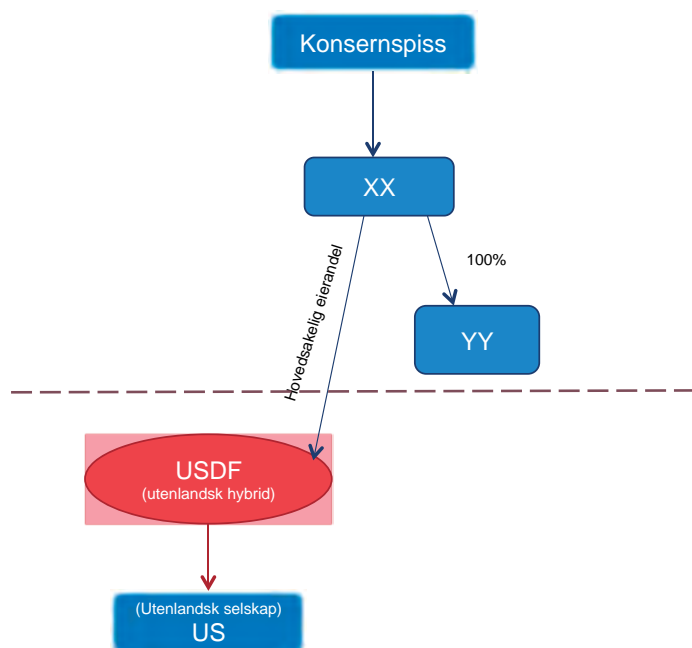 Konsernspiss
XX
Hovedsakelig eierandel
100%
YY
USDF
(utenlandsk hybrid)
(Utenlandsk selskap)
US